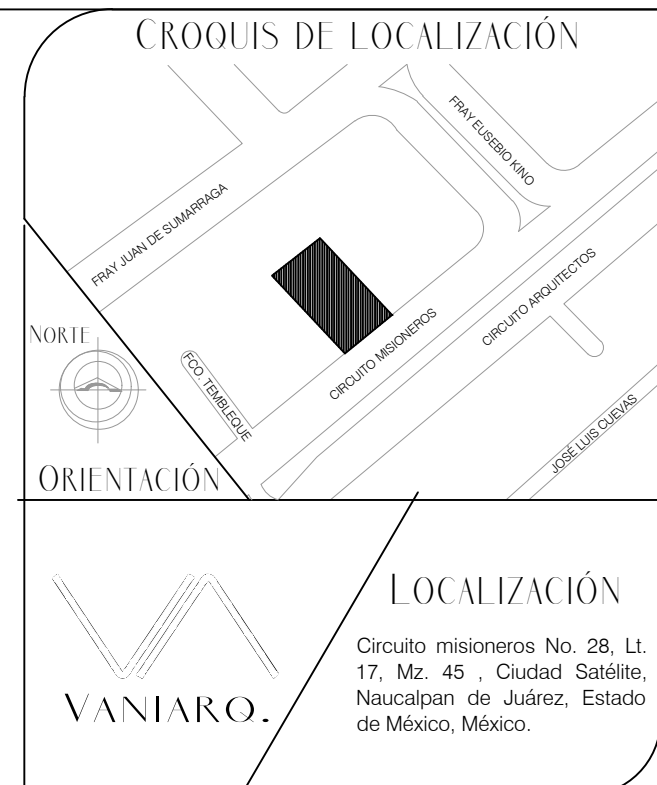 CROQUIS DE LOCALIZACIÓN
FRAY EUSEBIO KINO
FRAY JUAN DE SUMARRAGA
CIRCUITO ARQUITECTOS
CIRCUITO MISIONEROS
NORTE
FCO. TEMBLEQUE
JOSÉ LUIS CUEVAS
ORIENTACIÓN
LOCALIZACIÓN
Circuito misioneros No. 28, Lt.
17, Mz. 45 , Ciudad Satélite,
Naucalpan de Juárez, Estado
de México, México.
VANIARQ.